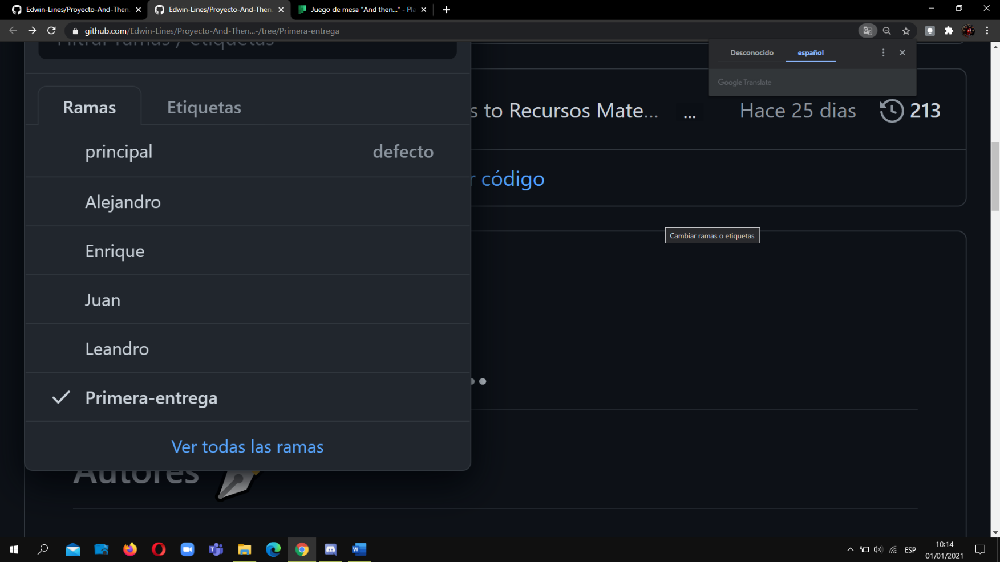 Edwin-Lines/Proyecto-And-Then.
Edwin-Lines/Proyecto-And-Then.
Juego de mesa "And then..." - Pla
github.com/Edwin-Lines/Proyecto-And-Then...-/tree/Primera-entrega
Filtrar ramas / etiquetas
Desconocido
español
Google Translate
Ramas
Etiquetas
s to Recursos Mate...
...
Hace 25 dias
213
principal
defecto
r código
Alejandro
Cambiar ramas o etiquetas
Enrique
Juan
Leandro
Primera-entrega
Ver todas las ramas
Autores
ESP
10:14
01/01/2021